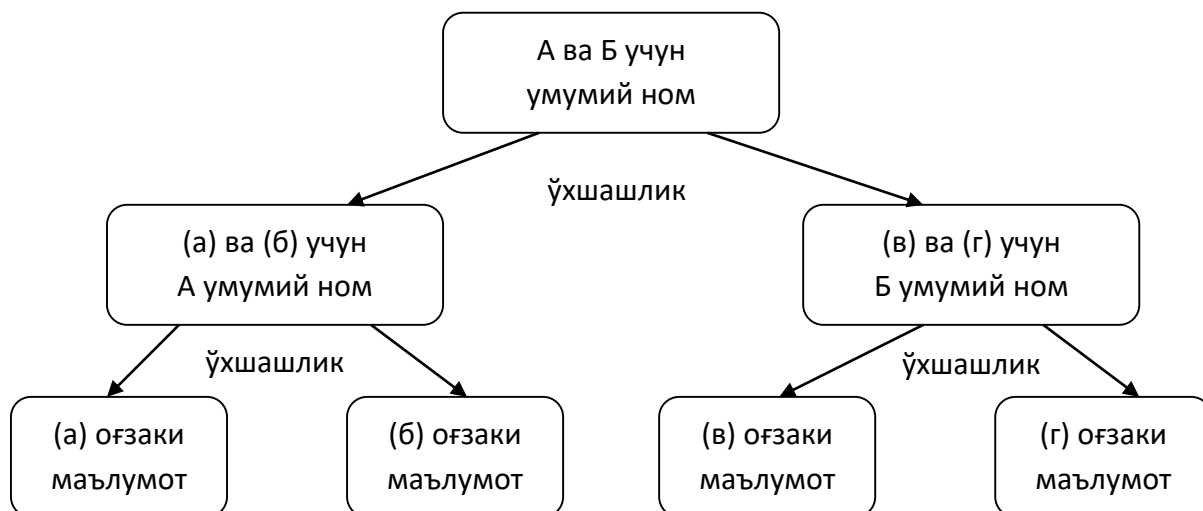 А ва Б учун
умумий ном
ўхшашлик
(а) ва (б) учун
А умумий ном
(в) ва (г) учун
Б умумий ном
ўхшашлик
ўхшашлик
(а) оғзаки
маълумот
(б) оғзаки
маълумот
(в) оғзаки
маълумот
(г) оғзаки
маълумот